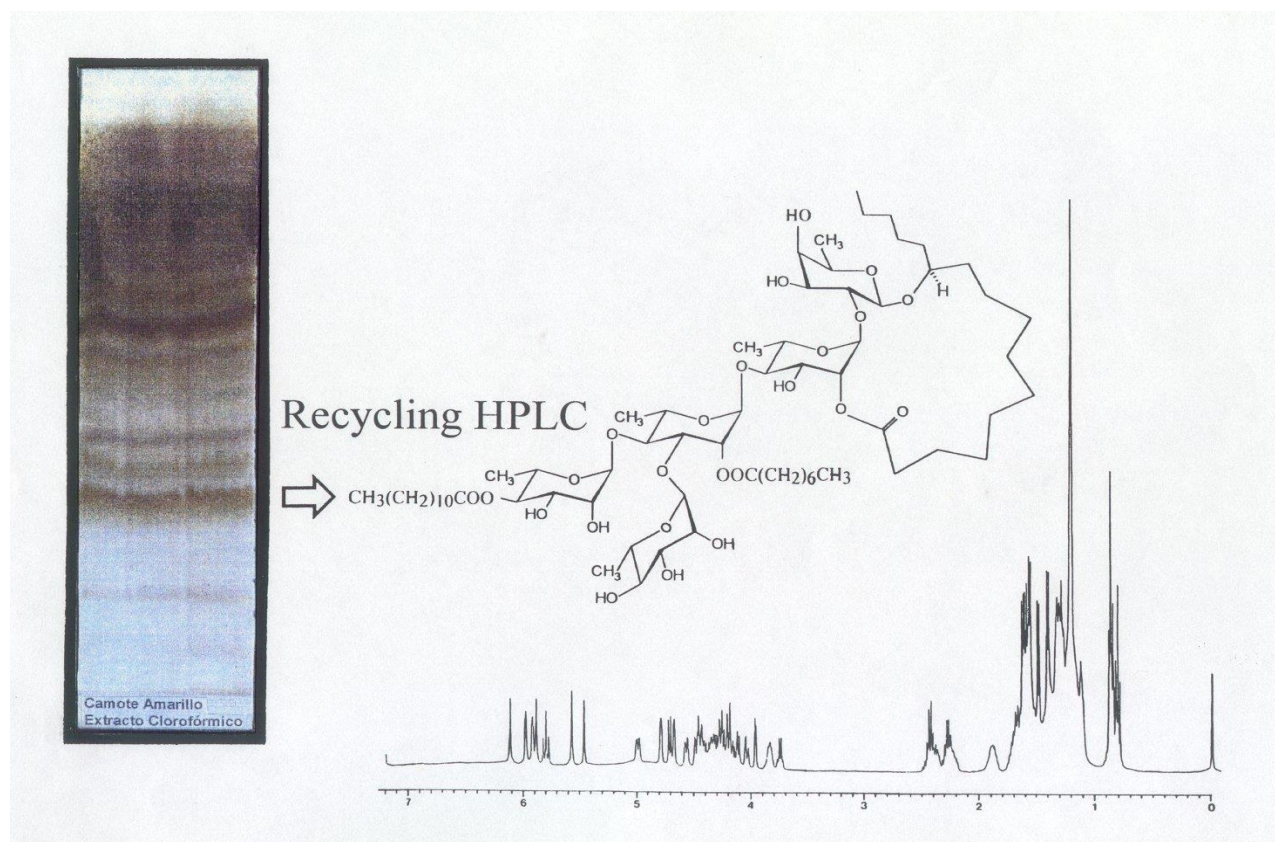 HO
CH3
O
HO
O
H
O
CH3
O
O
HO
O
O
CH3
O
O
O
CH3
O
OOC(CH2)6CH3
CH3(CH2)10COO
HO
OH
O
OH
CH3
OH
HO
Recycling HPLC
Camote Amarillo
Extracto Clorofórmico
7 6 5 4 3 2 1 0